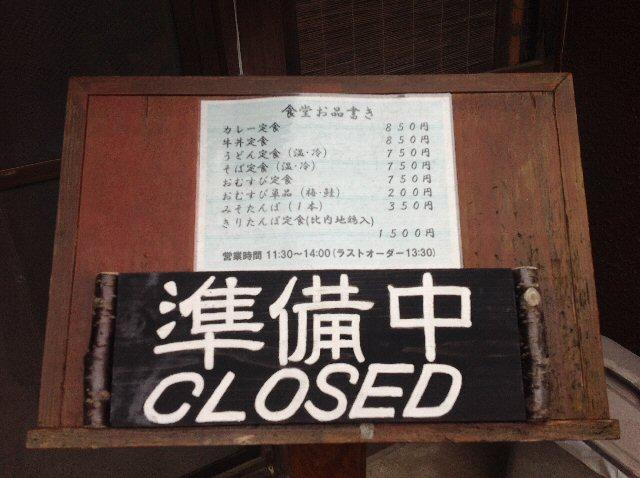 食堂お品書き
カレー定食 850円
牛丼定食 850円
うどん定食（温・冷） 750円
そば定食（温・冷） 750円
おむすび定食 750円
おむすび単品（梅・鮭） 200円
みそたんぽ（1本） 350円
きりたんぽ定食(比内地鶏入)
1500円
営業時間 11:30～14:00(ラストオーダー13:30)
準備中
CLOSED